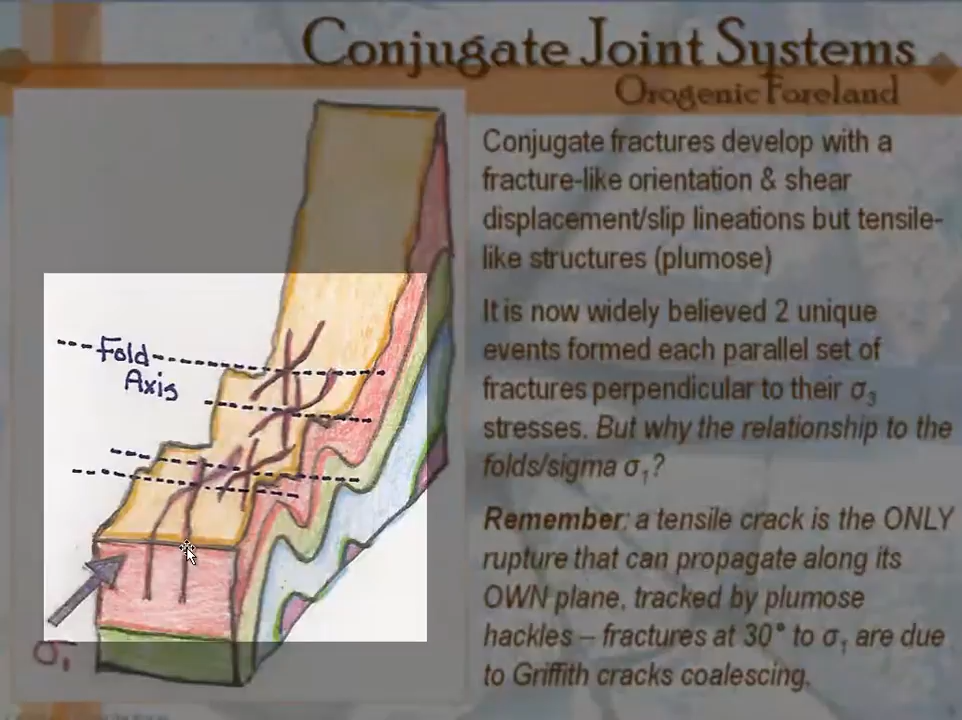 Conjugate Joint Systems
Orogenic Foreland
Conjugate fractures develop with a
fracture-like orientation & shear
displacement/slip lineations but tensile-
like structures (plumose)
It is now widely believed 2 unique
events formed each parallel set of
fractures perpendicular to their σ₃
stresses. But why the relationship to the
folds/sigma σ₁?
Remember: a tensile crack is the ONLY
rupture that can propagate along its
OWN plane, tracked by plumose
hackles – fractures at 30° to σ₁ are due
to Griffith cracks coalescing.
Fold
Axis
σ₁